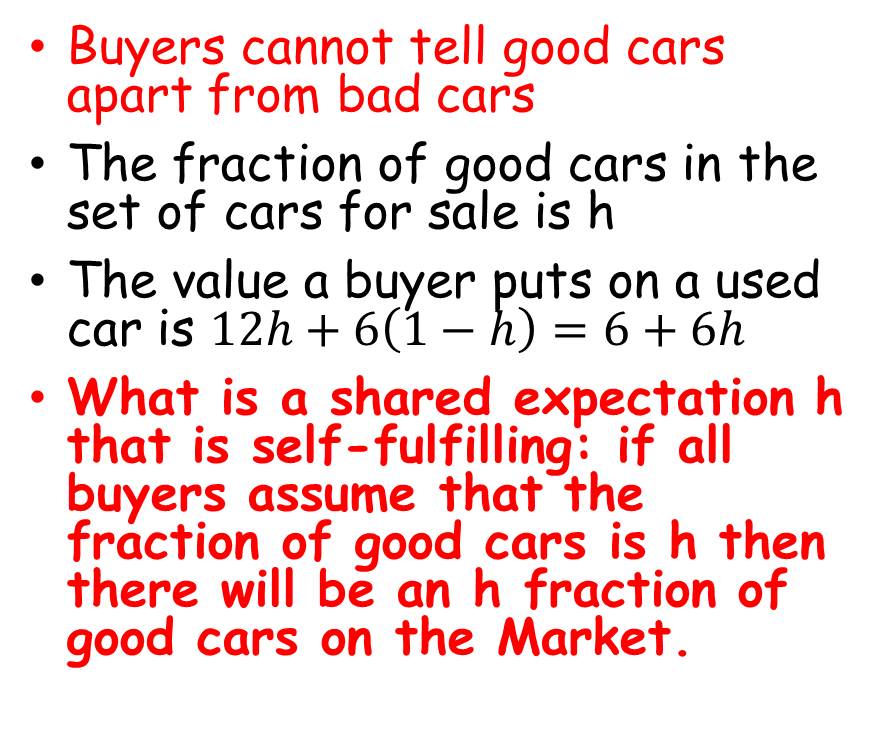 • Buyers cannot tell good cars
apart from bad cars
• The fraction of good cars in the
set of cars for sale is h
• The value a buyer puts on a used
car is 12ℎ + 6(1 − ℎ) = 6 + 6ℎ
• What is a shared expectation h
that is self-fulfilling: if all
buyers assume that the
fraction of good cars is h then
there will be an h fraction of
good cars on the Market.